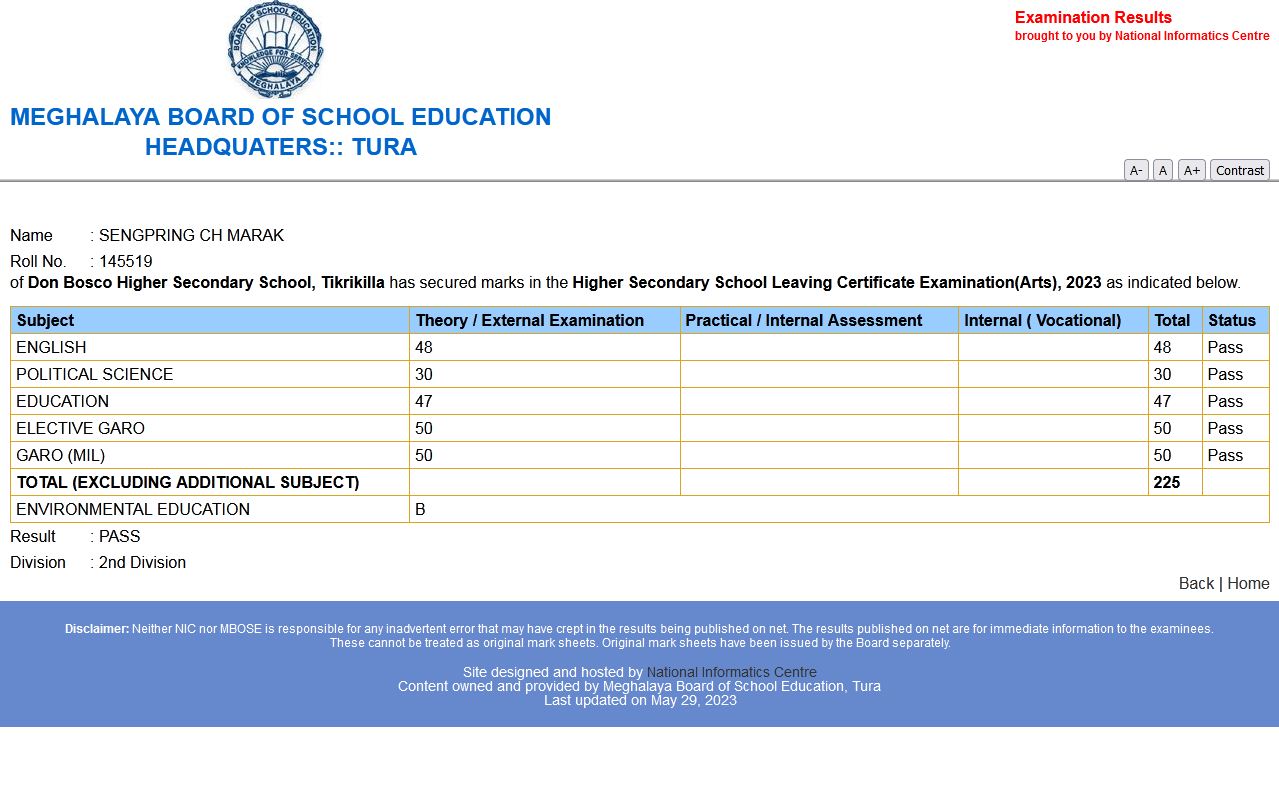 BOARD OF SCHOOL EDUCATION
KNOWLEDGE FOR SERVICE
MEGHALAYA
Examination Results
brought to you by National Informatics Centre
MEGHALAYA BOARD OF SCHOOL EDUCATION
HEADQUATERS:: TURA
A- A A+ Contrast
Name : SENGPRING CH MARAK
Roll No. : 145519
of Don Bosco Higher Secondary School, Tikrikilla has secured marks in the Higher Secondary School Leaving Certificate Examination(Arts), 2023 as indicated below.
Subject Theory / External Examination Practical / Internal Assessment Internal ( Vocational) Total Status
ENGLISH 48 48 Pass
POLITICAL SCIENCE 30 30 Pass
EDUCATION 47 47 Pass
ELECTIVE GARO 50 50 Pass
GARO (MIL) 50 50 Pass
TOTAL (EXCLUDING ADDITIONAL SUBJECT) 225
ENVIRONMENTAL EDUCATION B
Result : PASS
Division : 2nd Division
Back | Home
Disclaimer: Neither NIC nor MBOSE is responsible for any inadvertent error that may have crept in the results being published on net. The results published on net are for immediate information to the examinees.
These cannot be treated as original mark sheets. Original mark sheets have been issued by the Board separately.
Site designed and hosted by National Informatics Centre
Content owned and provided by Meghalaya Board of School Education, Tura
Last updated on May 29, 2023